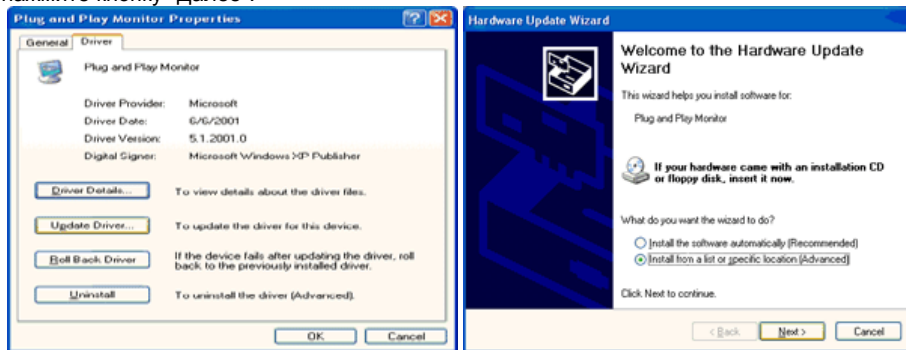 нажмите кнопку "Далее".
Plug and Play Monitor Properties
General Driver
Plug and Play Monitor
Driver Provider: Microsoft
Driver Date: 6/6/2001
Driver Version: 5.1.2001.0
Digital Signer: Microsoft Windows XP Publisher
Driver Details... To view details about the driver files.
Update Driver... To update the driver for this device.
Roll Back Driver If the device fails after updating the driver, roll
back to the previously installed driver.
Uninstall To uninstall the driver (Advanced).
OK Cancel
Hardware Update Wizard
Welcome to the Hardware Update
Wizard
This wizard helps you install software for:
Plug and Play Monitor
If your hardware came with an installation CD
or floppy disk, insert it now.
What do you want the wizard to do?
Install the software automatically (Recommended)
Install from a list or specific location (Advanced)
Click Next to continue.
< Back Next > Cancel